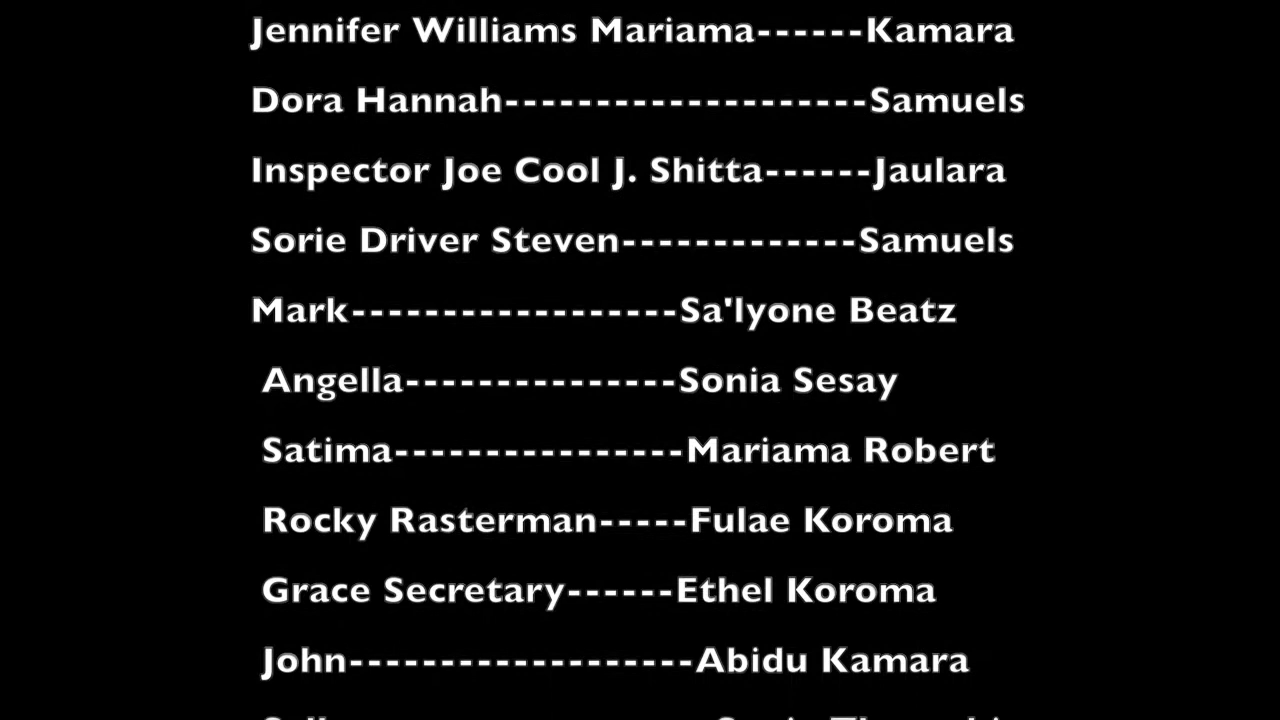 Jennifer Williams Mariama------Kamara
Dora Hannah--------------------Samuels
Inspector Joe Cool J. Shitta------Jaulara
Sorie Driver Steven-------------Samuels
Mark------------------Sa'lyone Beatz
Angella---------------Sonia Sesay
Satima----------------Mariama Robert
Rocky Rasterman-----Fulae Koroma
Grace Secretary------Ethel Koroma
John-------------------Abidu Kamara